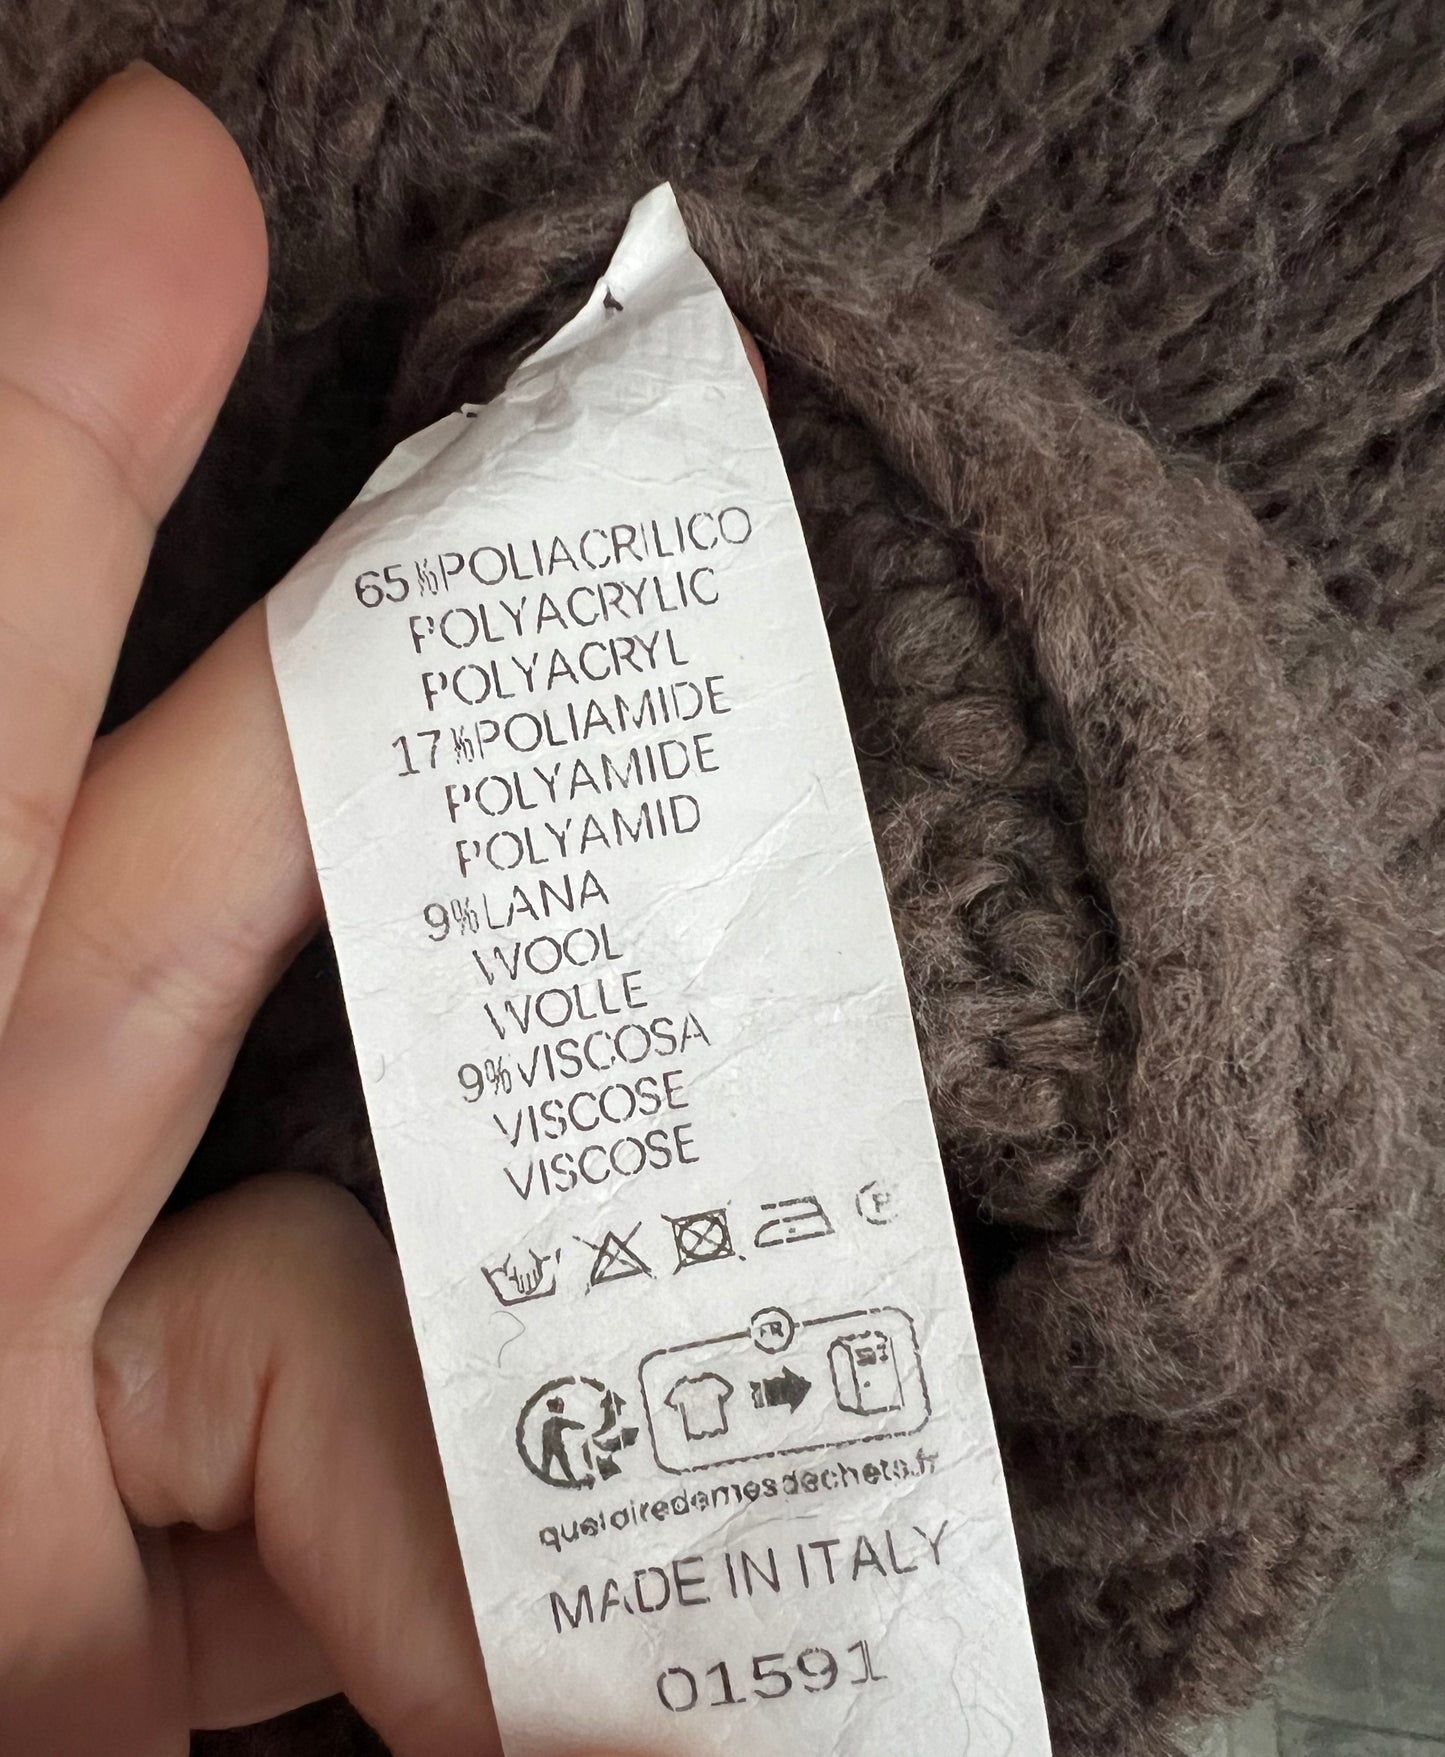 65%POLIACRILICO
POLYACRYLIC
POLYACRYL
17%POLIAMIDE
POLYAMIDE
POLYAMID
9%LANA
WOOL
WOLLE
9%VISCOSA
VISCOSE
VISCOSE
P
FR
quefairedemesdechets.fr
MADE IN ITALY
01591